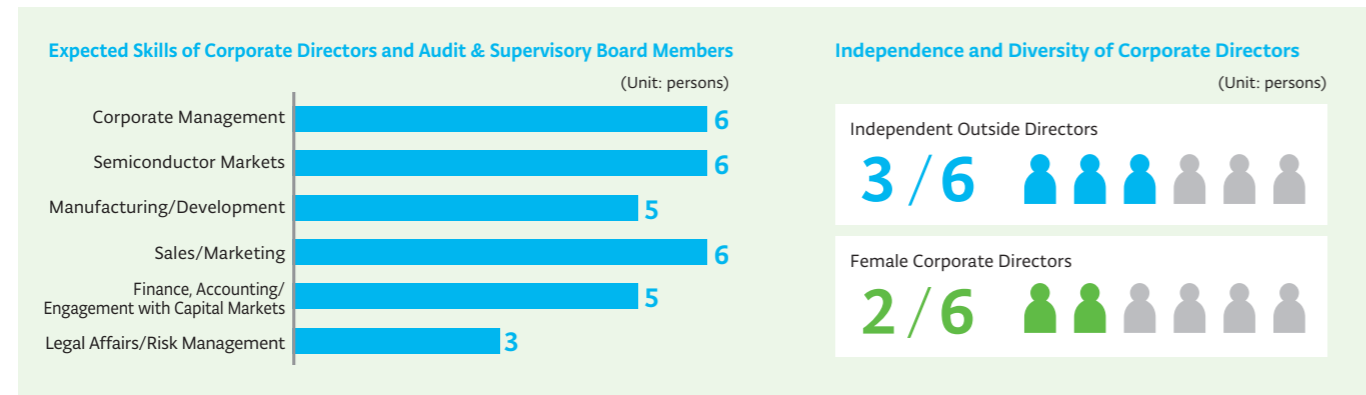 Expected Skills of Corporate Directors and Audit & Supervisory Board Members
(Unit: persons)
Corporate Management 6
Semiconductor Markets 6
Manufacturing/Development 5
Sales/Marketing 6
Finance, Accounting/
Engagement with Capital Markets 5
Legal Affairs/Risk Management 3
Independence and Diversity of Corporate Directors
(Unit: persons)
Independent Outside Directors
3/6
Female Corporate Directors
2/6